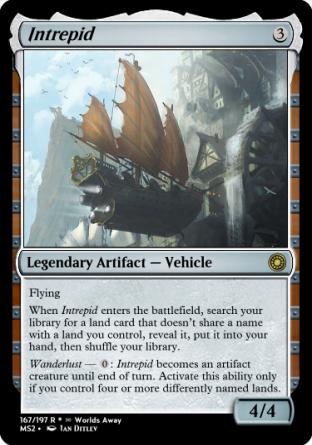 Intrepid 3
Legendary Artifact — Vehicle
Flying
When Intrepid enters the battlefield, search your
library for a land card that doesn't share a
name with a land you control, reveal it, put it into
your hand, then shuffle your library.
Wanderlust — 0: Intrepid becomes an artifact
creature until end of turn. Activate this ability only
if you control four or more differently named lands.
4/4
167/197 R * ∞ Worlds Away
MS2 • Ian Ditley